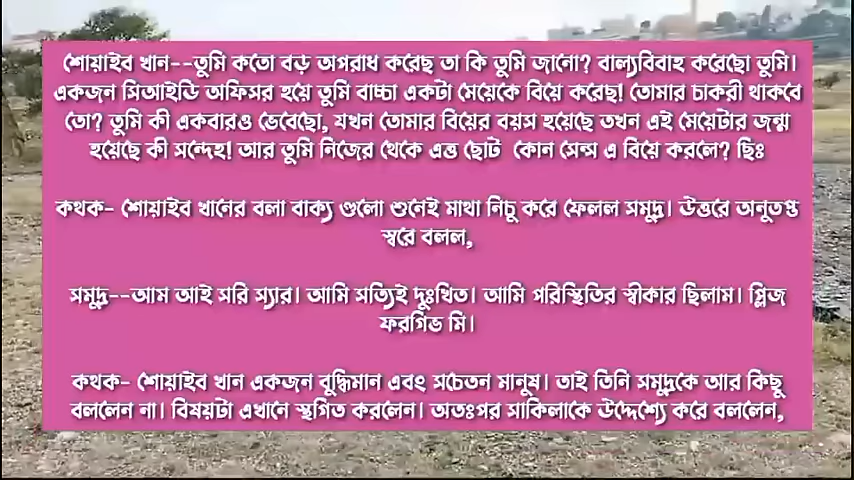 শোয়াইব খান--তুমি কতো বড় অপরাধ করেছ তা কি তুমি জানো? বাল্যবিবাহ করেছো তুমি।
একজন সিআইডি অফিসর হয়ে তুমি বাচ্চা একটা মেয়েকে বিয়ে করেছ! তোমার চাকরী থাকবে
তো? তুমি কী একবারও ভেবেছো, যখন তোমার বিয়ের বয়স হয়েছে তখন এই মেয়েটার জন্ম
হয়েছে কী সন্দেহ! আর তুমি নিজের থেকে এত্ত ছোট কোন সেন্স এ বিয়ে করলে? ছিঃ
কথক- শোয়াইব খানের বলা বাক্য গুলো শুনেই মাথা নিচু করে ফেলল সমুদ্র। উত্তরে অনুতপ্ত
স্বরে বলল,
সমুদ্র--আম আই সরি স্যার। আমি সত্যিই দুঃখিত। আমি পরিস্থিতির স্বীকার ছিলাম। প্লিজ
ফরগিভ মি।
কথক- শোয়াইব খান একজন বুদ্ধিমান এবং সচেতন মানুষ। তাই তিনি সমুদ্রকে আর কিছু
বললেন না। বিষয়টা এখানে স্থগিত করলেন। অতঃপর সাকিলাকে উদ্দেশ্যে করে বললেন,